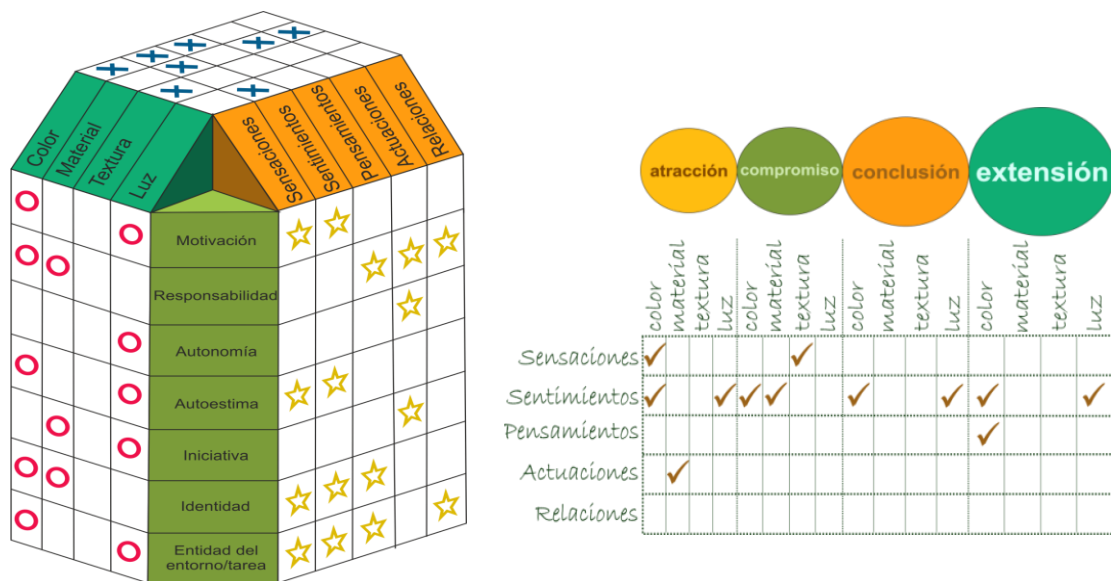 Color
Material
Textura
Luz
Sensaciones
Sentimientos
Pensamientos
Actuaciones
Relaciones
Motivación
Responsabilidad
Autonomía
Autoestima
Iniciativa
Identidad
Entidad del
entorno/tarea
atracción compromiso conclusión extensión
color material textura luz color material textura luz color material textura luz color material textura luz
Sensaciones
Sentimientos
Pensamientos
Actuaciones
Relaciones